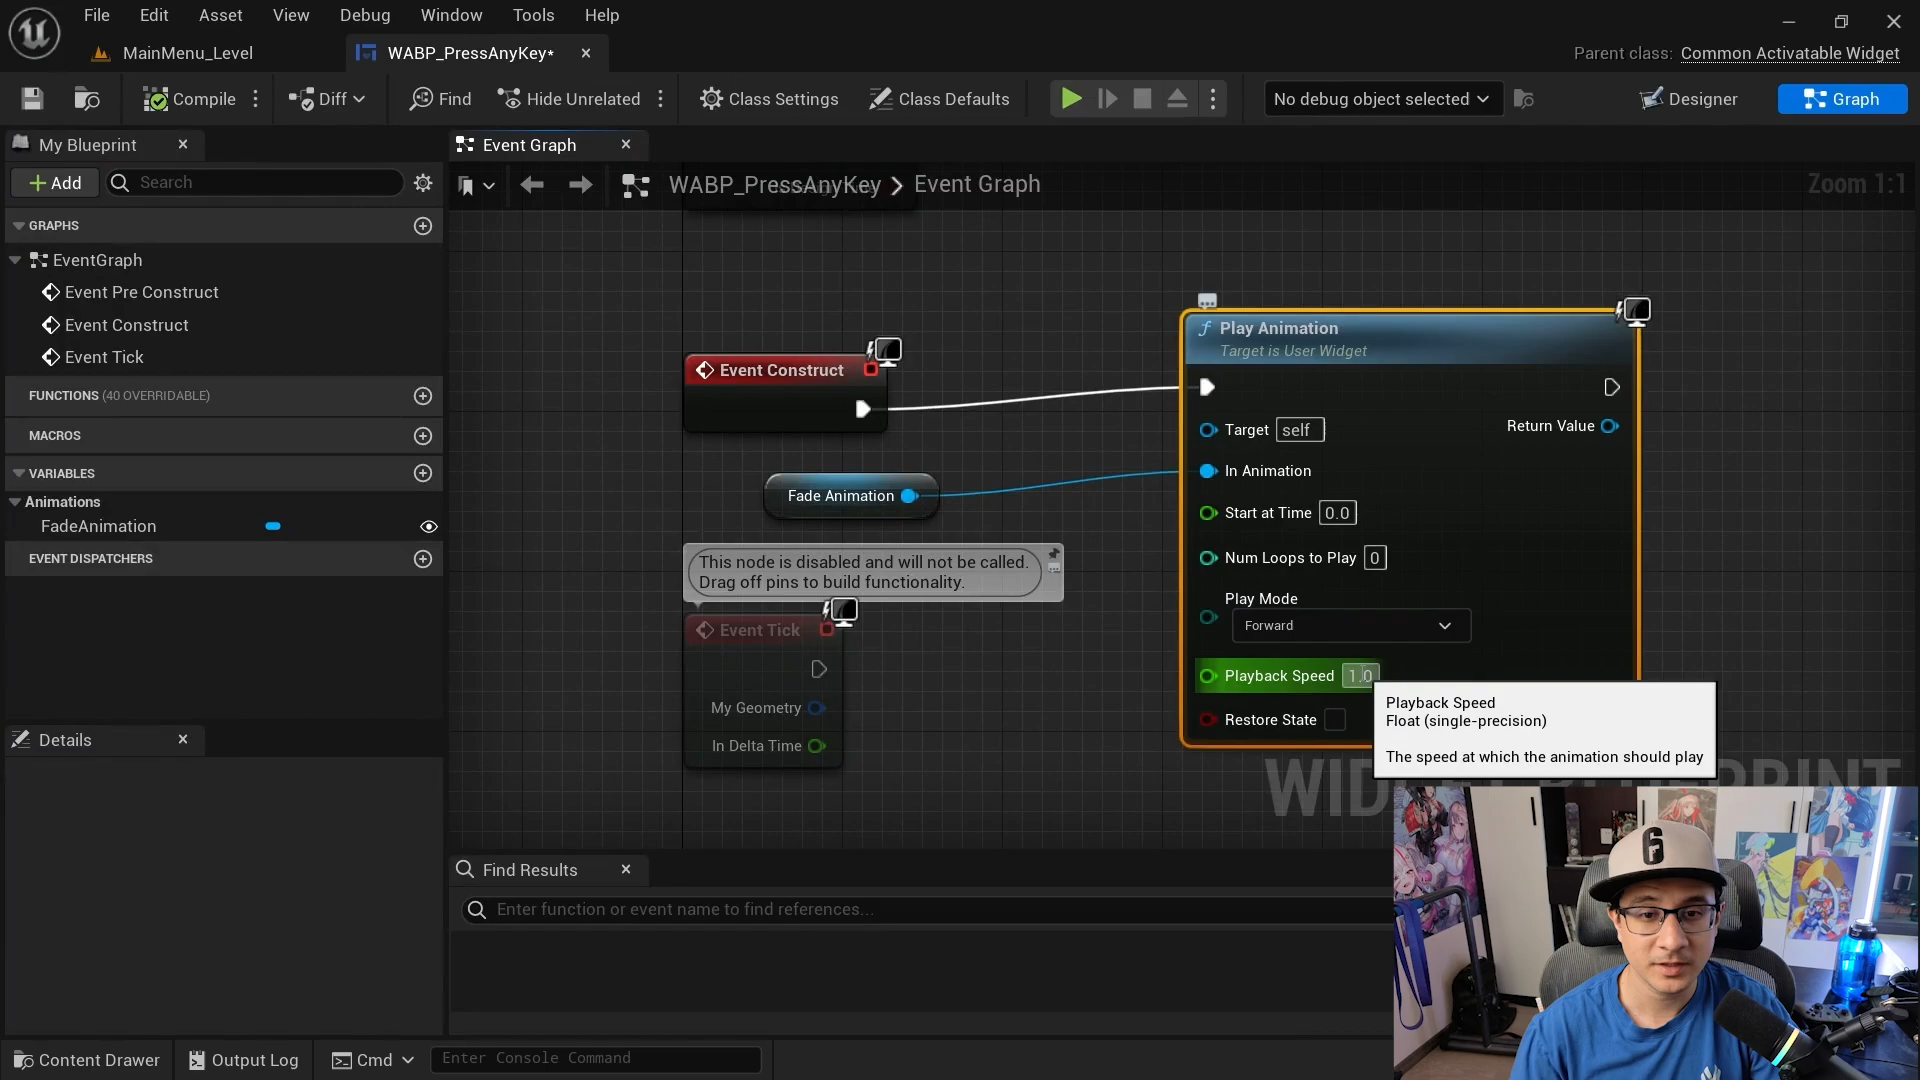 File Edit Asset View Debug Window Tools Help
MainMenu_Level
WABP_PressAnyKey*
Parent class: Common Activatable Widget
Compile
Diff
Find
Hide Unrelated
Class Settings
Class Defaults
No debug object selected
Designer
Graph
My Blueprint
Event Graph
Add
Search
WABP_PressAnyKey > Event Graph
Zoom 1:1
GRAPHS
EventGraph
Event Pre Construct
Event Construct
Event Tick
FUNCTIONS (40 OVERRIDABLE)
MACROS
VARIABLES
Animations
FadeAnimation
EVENT DISPATCHERS
Details
Event Construct
Fade Animation
This node is disabled and will not be called.
Drag off pins to build functionality.
Event Tick
My Geometry
In Delta Time
Play Animation
Target is User Widget
Target self
Return Value
In Animation
Start at Time 0.0
Num Loops to Play 0
Play Mode
Forward
Playback Speed 1.0
Restore State
Playback Speed
Float (single-precision)
The speed at which the animation should play
Find Results
Enter function or event name to find references...
Content Drawer
Output Log
Cmd
Enter Console Command